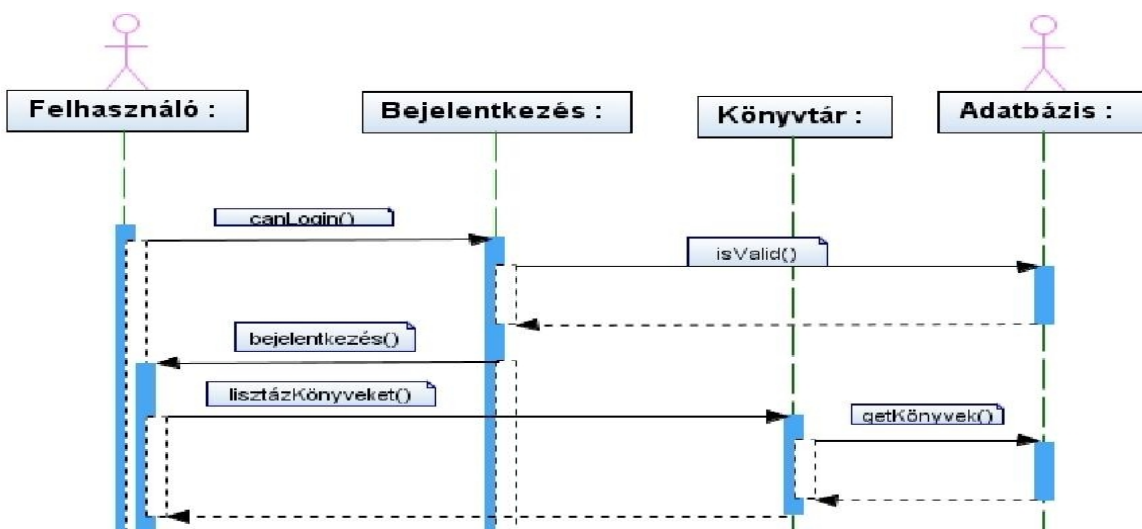 Felhasználó :
Bejelentkezés :
Könyvtár :
Adatbázis :
canLogin()
isValid()
bejelentkezés()
lisztázKönyveket()
getKönyvek()